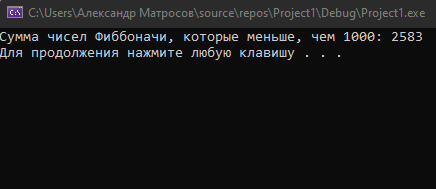 C:\Users\Александр Матросов\source\repos\Project1\Debug\Project1.exe
Сумма чисел Фиббоначи, которые меньше, чем 1000: 2583
Для продолжения нажмите любую клавишу . . .